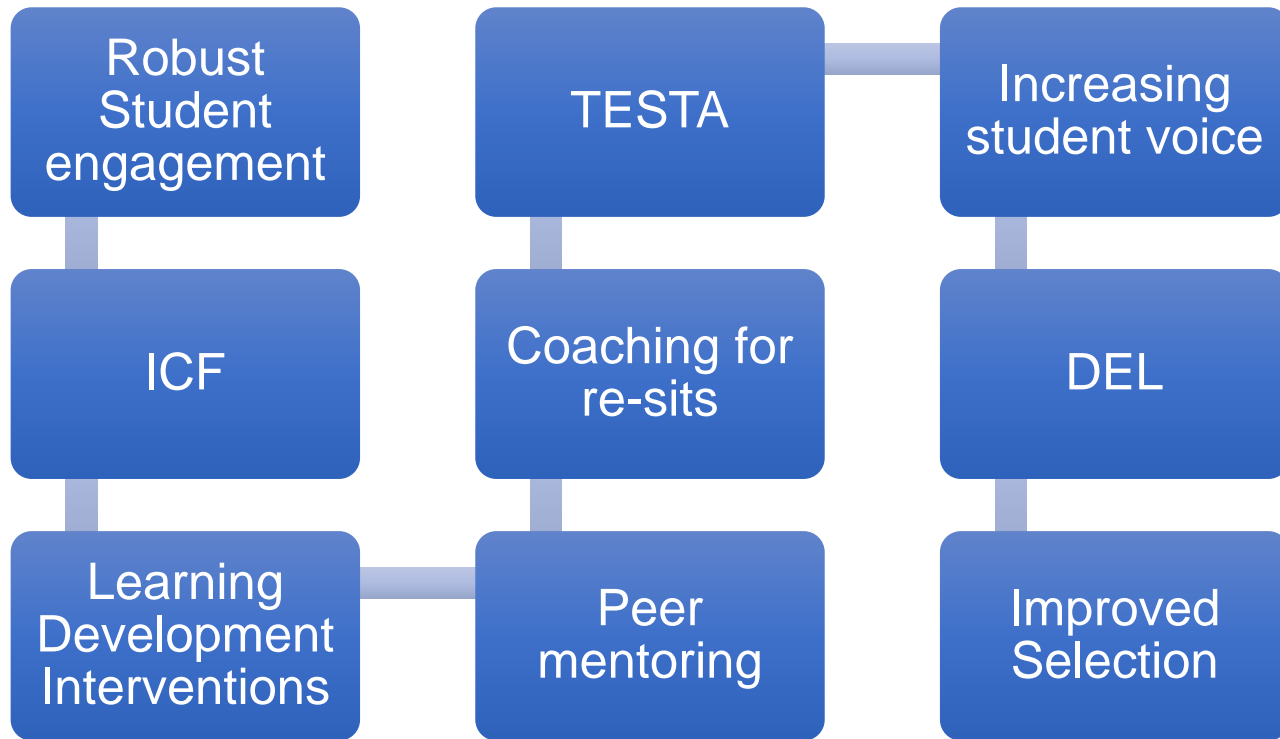 Robust
Student
engagement
ICF
Learning
Development
Interventions
Peer
mentoring
Coaching for
re-sits
TESTA
Increasing
student voice
DEL
Improved
Selection